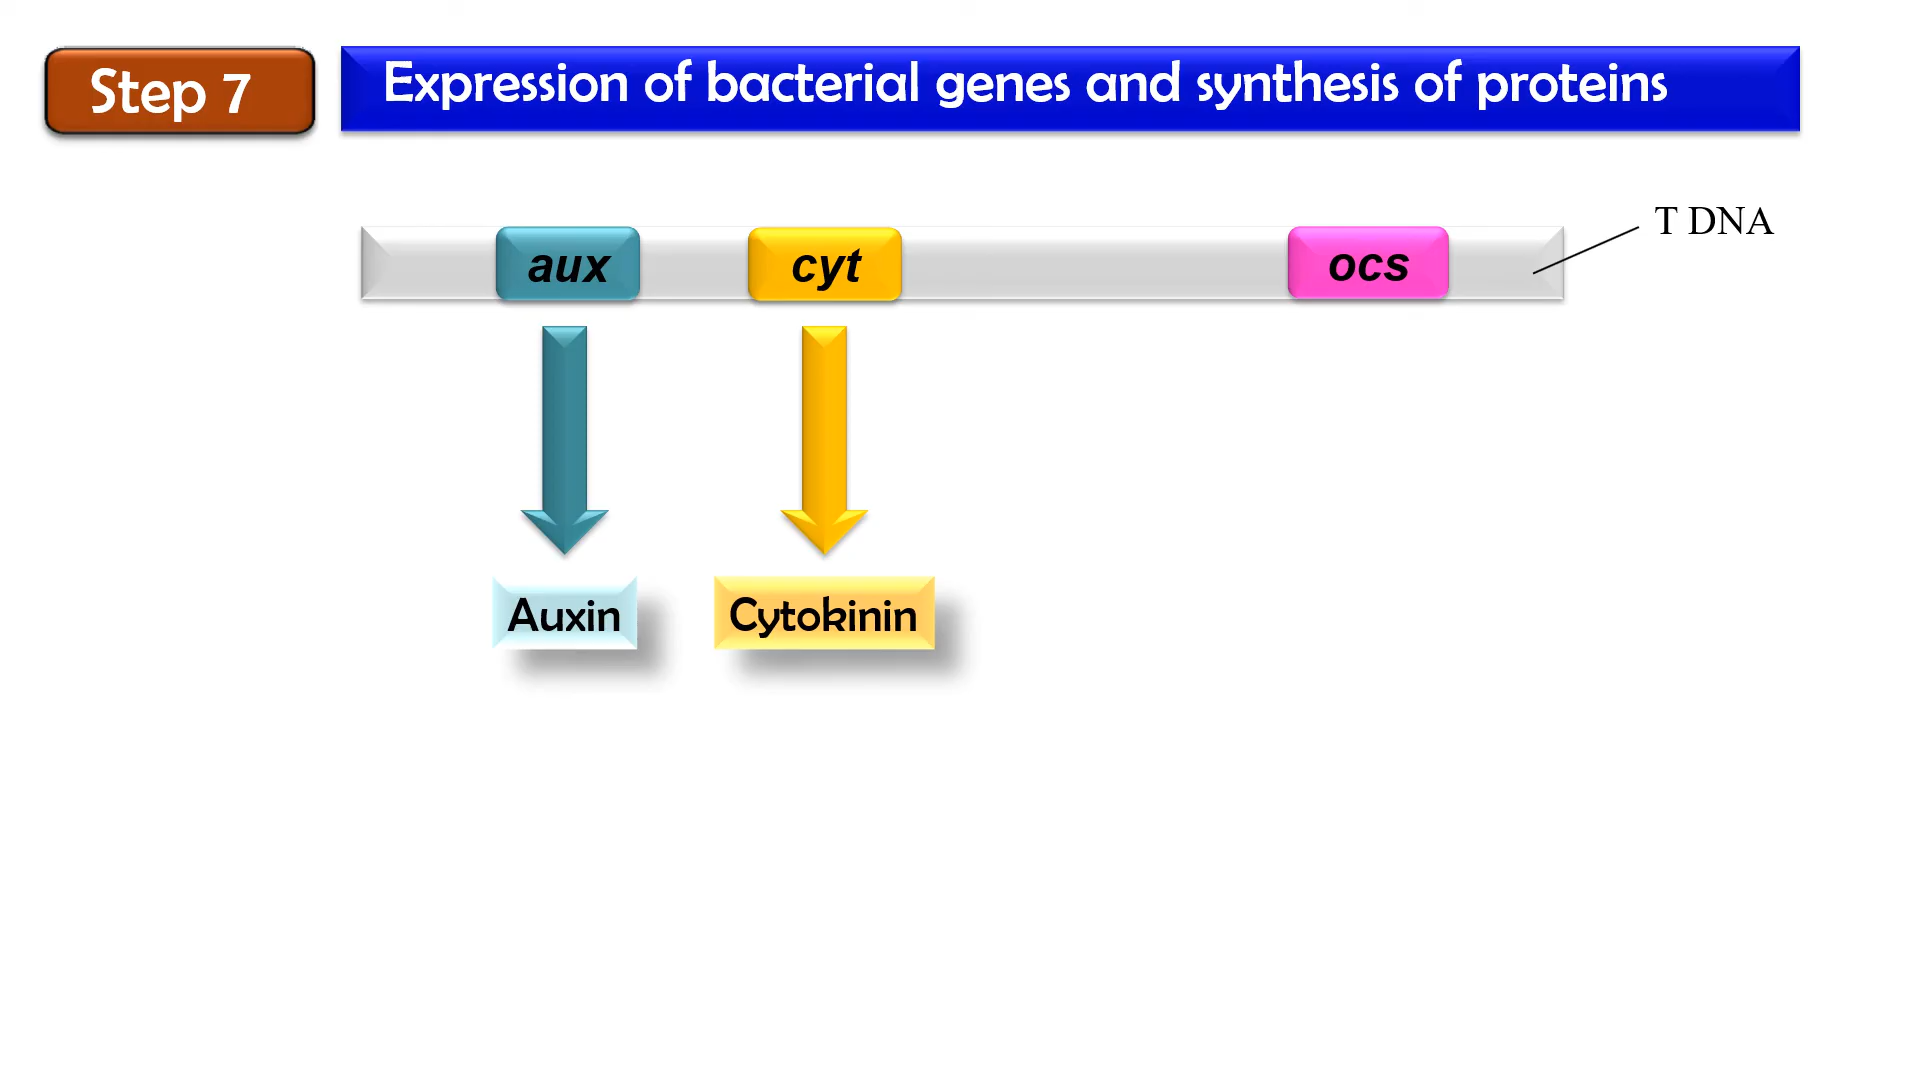 Step 7
Expression of bacterial genes and synthesis of proteins
T DNA
aux cyt ocs
Auxin Cytokinin